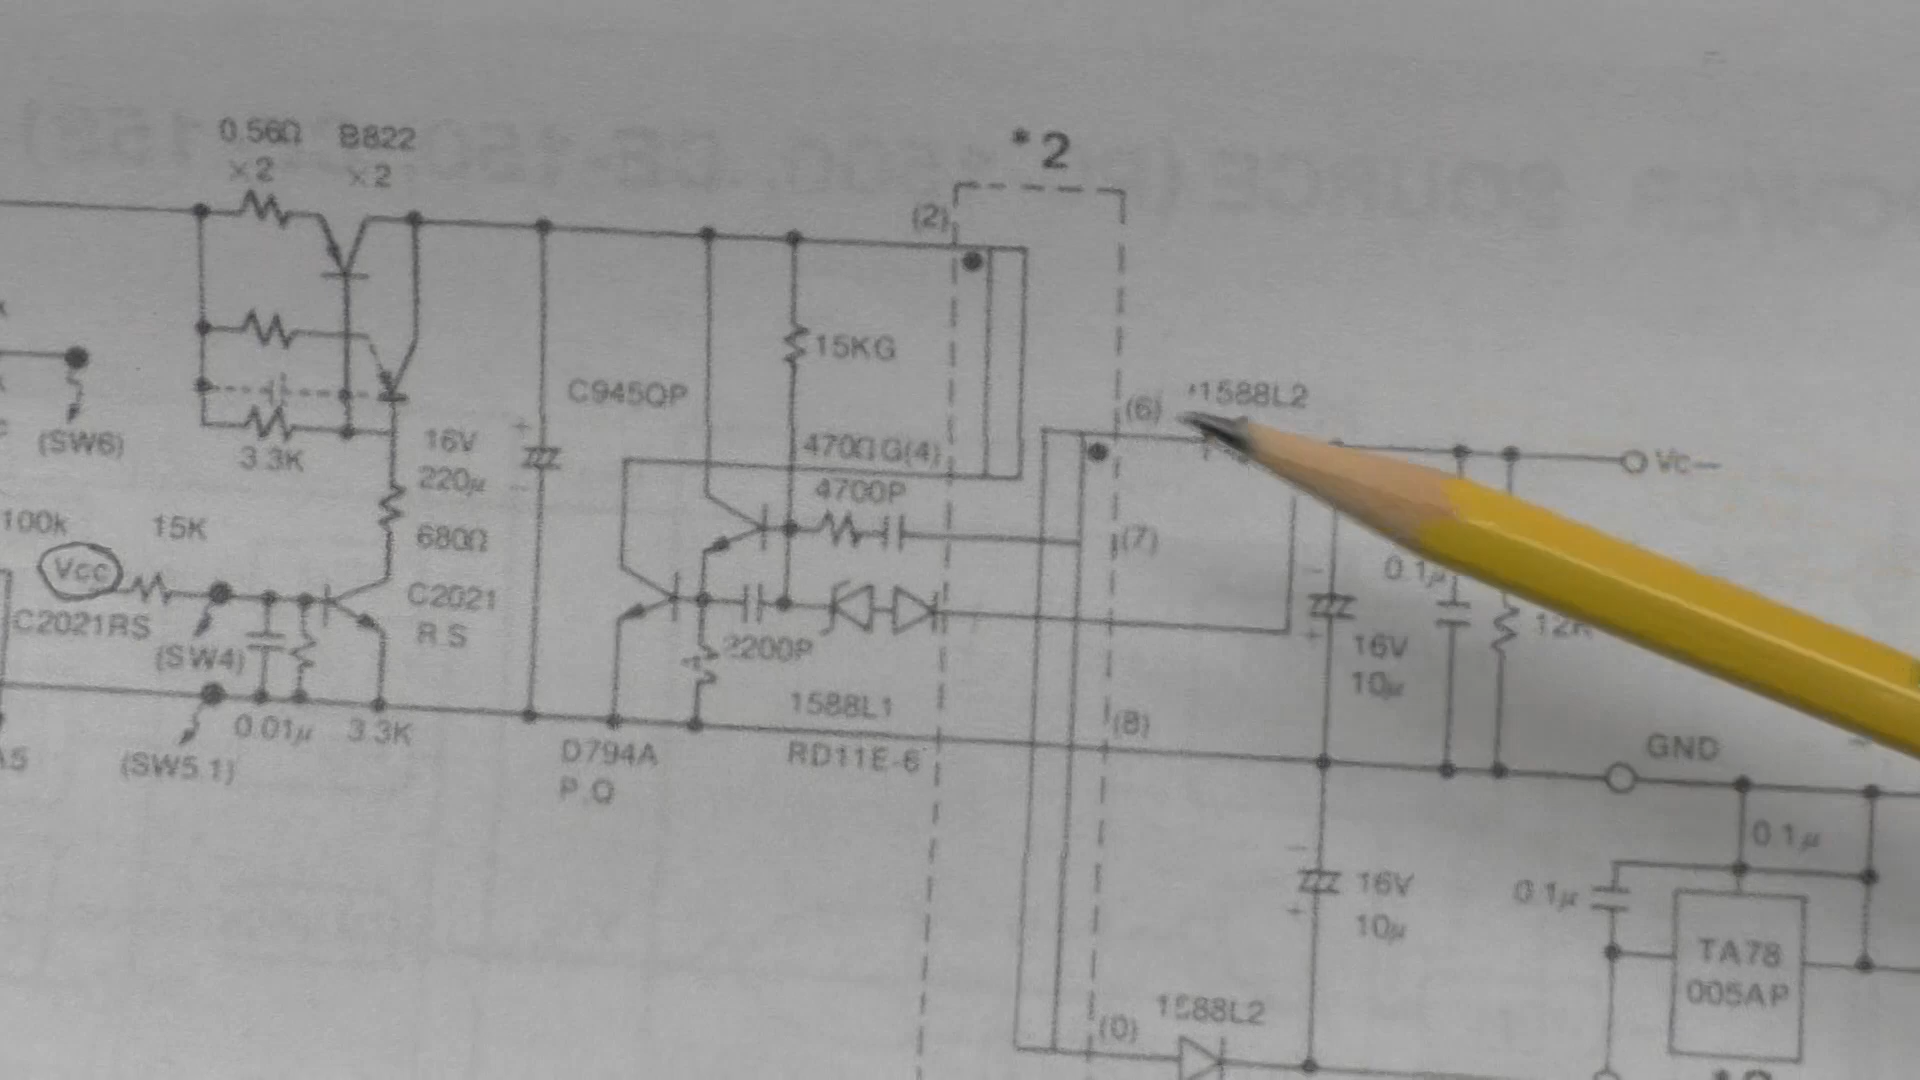 0.56Ω B822
×2 ×2
*2
(2)
15KG
C945QP
(6) *1588L2
(SW6)
3.3K
16V
220μ
470ΩG(4)
4700P
Vc–
100k
15K
680Ω
(7)
Vcc
C2021
R.S
0.1μ
C2021RS
(SW4)
2200P
16V
10μ
12K
1588L1
(8)
0.01μ 3.3K
(SW5.1)
D794A
P.Q
RD11E-6
GND
0.1μ
16V
10μ
0.1μ
TA78
005AP
1588L2
(0)